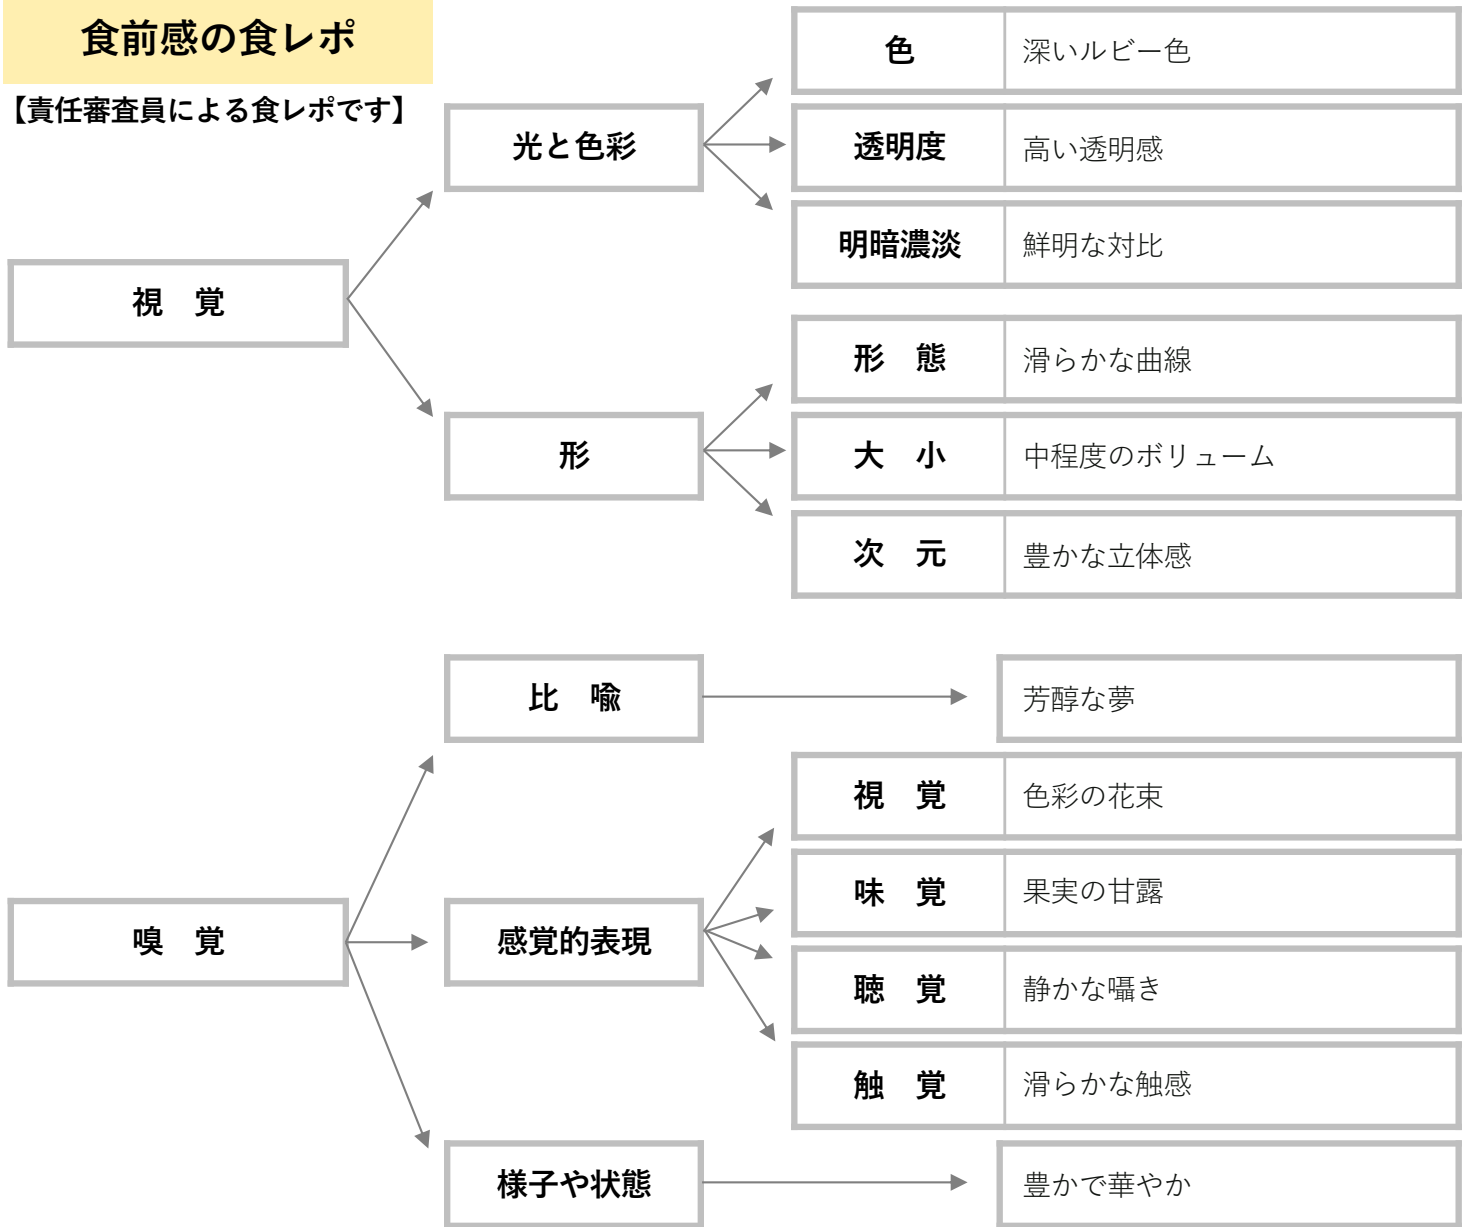 食前感の食レポ
【責任審査員による食レポです】
視　覚
光と色彩
色
深いルビー色
透明度
高い透明感
明暗濃淡
鮮明な対比
形
形　態
滑らかな曲線
大　小
中程度のボリューム
次　元
豊かな立体感
嗅　覚
比　喩
芳醇な夢
感覚的表現
視　覚
色彩の花束
味　覚
果実の甘露
聴　覚
静かな囁き
触　覚
滑らかな触感
様子や状態
豊かで華やか